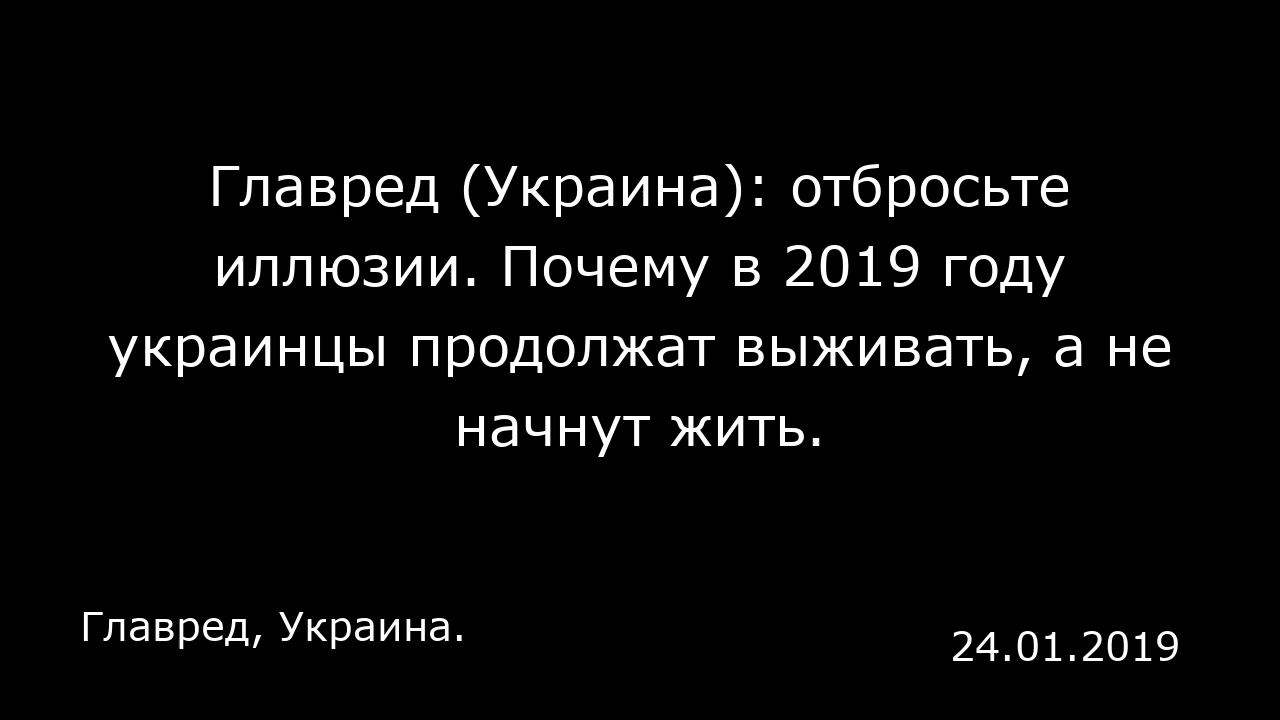 Главред (Украина): отбросьте
иллюзии. Почему в 2019 году
украинцы продолжат выживать, а не
начнут жить.
Главред, Украина.
24.01.2019